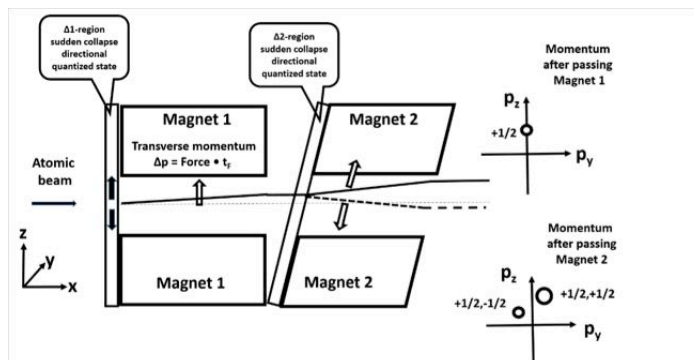 Δ1-region
sudden collapse
directional
quantized state
Δ2-region
sudden collapse
directional
quantized state
Momentum
after passing
Magnet 1
Pz
+1/2
Py
Magnet 1
Transverse momentum
Δp = Force • tF
Magnet 2
Atomic
beam
z
y
x
Magnet 1
Magnet 2
Momentum
after passing
Magnet 2
Pz
+1/2,-1/2
+1/2,+1/2
Py